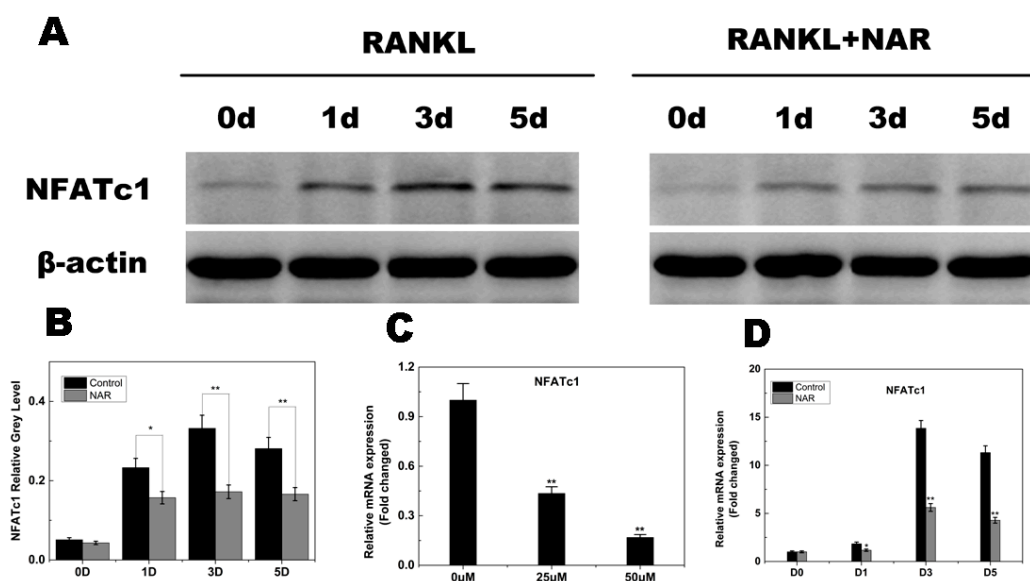 A
RANKL RANKL+NAR
0d 1d 3d 5d 0d 1d 3d 5d
NFATc1
β-actin
B
NFATc1 Relative Grey Level
0.4
0.2
0.0
Control
NAR
* ** **
0D 1D 3D 5D
C
Relative mRNA expression
(Fold changed)
1.2
0.9
0.6
0.3
0.0
NFATc1
** **
0uM 25uM 50uM
D
Relative mRNA expression
(Fold changed)
20
15
10
5
0
Control
NAR
NFATc1
* ** **
D0 D1 D3 D5